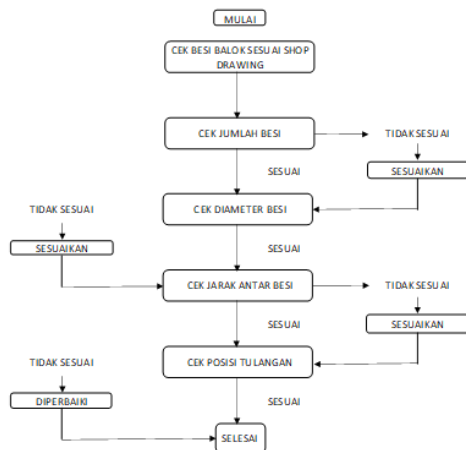 MULAI
CEK BESI BALOK SESUAI SHOP
DRAWING
CEK JUMLAH BESI
TIDAK SESUAI
SESUAI
SESUAIKAN
TIDAK SESUAI
CEK DIAMETER BESI
SESUAIKAN
SESUAI
CEK JARAK ANTAR BESI
TIDAK SESUAI
SESUAI
SESUAIKAN
TIDAK SESUAI
CEK POSISI TULANGAN
DIPERBAIKI
SESUAI
SELESAI